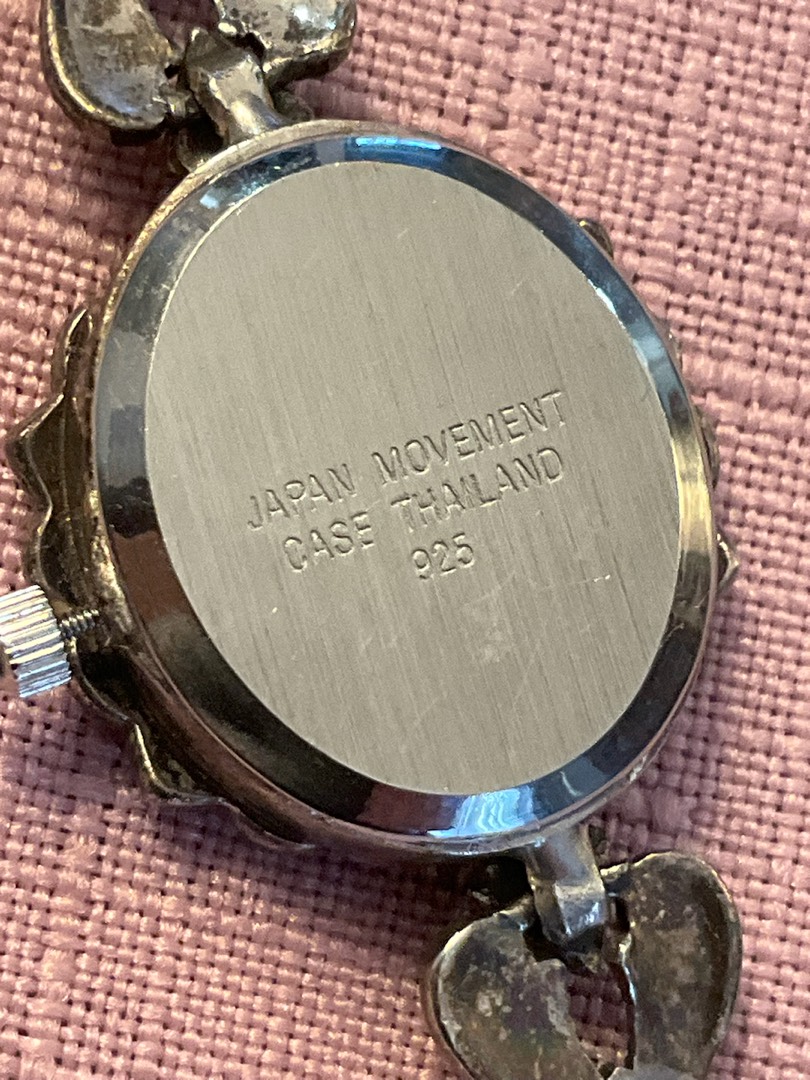 JAPAN MOVEMENT
CASE THAILAND
925